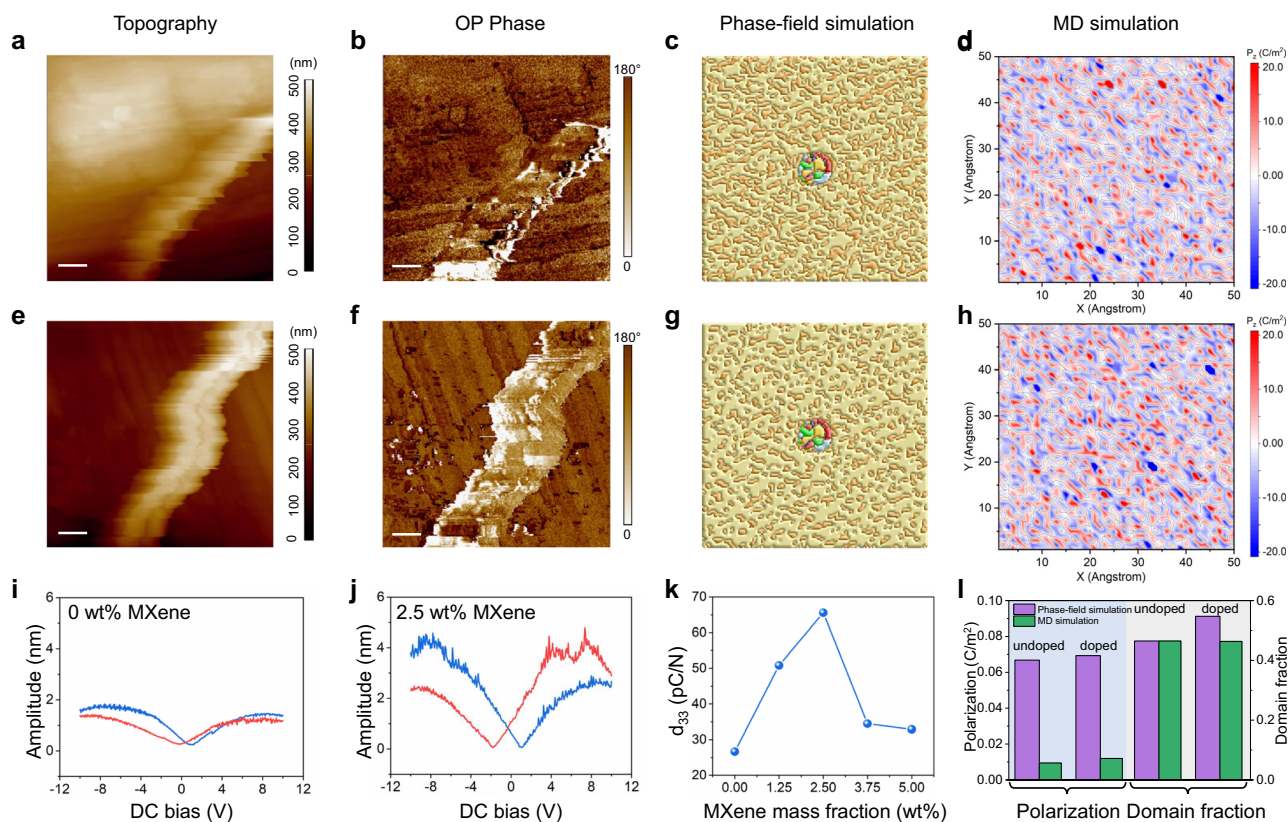 Topography
OP Phase
Phase-field simulation
MD simulation
a
(nm)
500
400
300
200
100
0
b
180°
0
c
d
50
40
30
20
10
10 20 30 40 50
Y (Angstrom)
X (Angstrom)
P_z (C/m²)
20.0
10.0
0.00
-10.0
-20.0
e
(nm)
500
400
300
200
100
0
f
180°
0
g
h
50
40
30
20
10
10 20 30 40 50
Y (Angstrom)
X (Angstrom)
P_z (C/m²)
20.0
10.0
0.00
-10.0
-20.0
i
0 wt% MXene
6
4
2
0
-12 -8 -4 0 4 8 12
Amplitude (nm)
DC bias (V)
j
2.5 wt% MXene
6
4
2
0
-12 -8 -4 0 4 8 12
Amplitude (nm)
DC bias (V)
k
70
60
50
40
30
20
0.00 1.25 2.50 3.75 5.00
d₃₃ (pC/N)
MXene mass fraction (wt%)
l
Phase-field simulation
MD simulation
undoped doped
undoped doped
0.10
0.08
0.06
0.04
0.02
0.00
Polarization (C/m²)
0.6
0.4
0.2
0.0
Domain fraction
Polarization Domain fraction